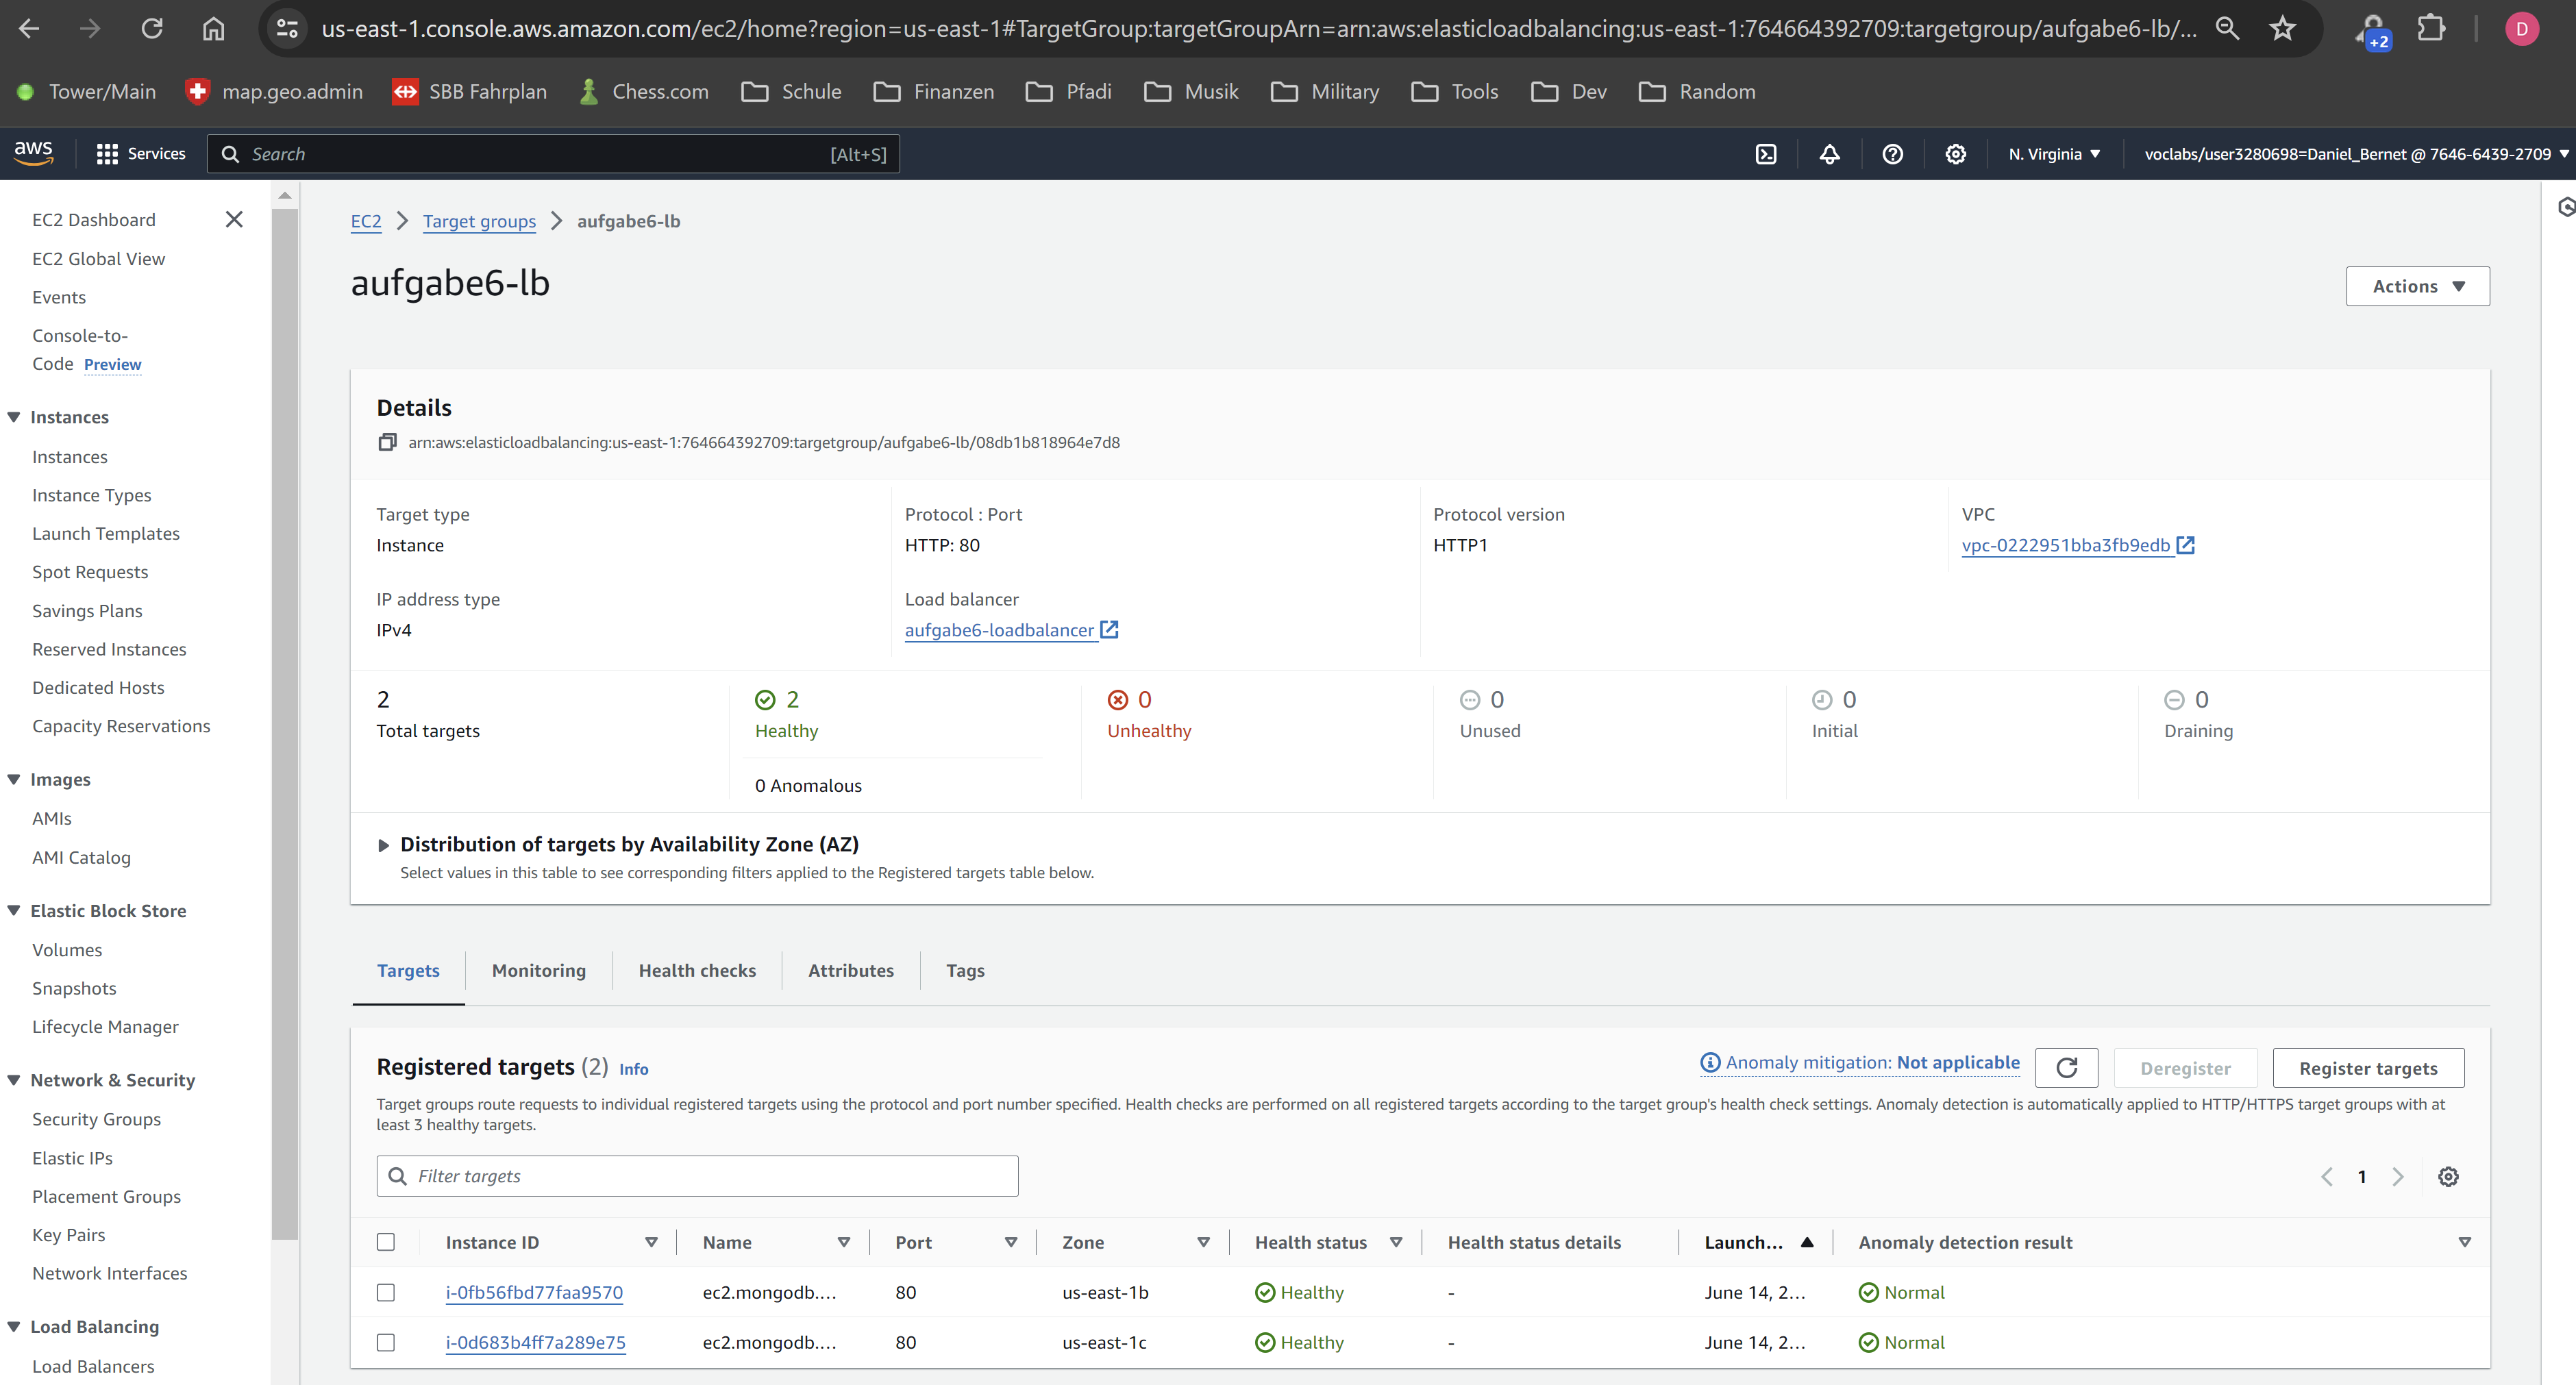 us-east-1.console.aws.amazon.com/ec2/home?region=us-east-1#TargetGroup:targetGroupArn=arn:aws:elasticloadbalancing:us-east-1:764664392709:targetgroup/aufgabe6-lb/...
+2
D
Tower/Main
map.geo.admin
SBB Fahrplan
Chess.com
Schule
Finanzen
Pfadi
Musik
Military
Tools
Dev
Random
aws
Services
Search
[Alt+S]
N. Virginia
voclabs/user3280698=Daniel_Bernet @ 7646-6439-2709
EC2 Dashboard
EC2 Global View
Events
Console-to-
Code Preview
Instances
Instances
Instance Types
Launch Templates
Spot Requests
Savings Plans
Reserved Instances
Dedicated Hosts
Capacity Reservations
Images
AMIs
AMI Catalog
Elastic Block Store
Volumes
Snapshots
Lifecycle Manager
Network & Security
Security Groups
Elastic IPs
Placement Groups
Key Pairs
Network Interfaces
Load Balancing
Load Balancers
EC2 > Target groups > aufgabe6-lb
aufgabe6-lb
Actions
Details
arn:aws:elasticloadbalancing:us-east-1:764664392709:targetgroup/aufgabe6-lb/08db1b818964e7d8
Target type
Instance
Protocol : Port
HTTP: 80
Protocol version
HTTP1
VPC
vpc-0222951bba3fb9edb
IP address type
IPv4
Load balancer
aufgabe6-loadbalancer
2
Total targets
2
Healthy
0 Anomalous
0
Unhealthy
0
Unused
0
Initial
0
Draining
Distribution of targets by Availability Zone (AZ)
Select values in this table to see corresponding filters applied to the Registered targets table below.
Targets
Monitoring
Health checks
Attributes
Tags
Registered targets (2) Info
Anomaly mitigation: Not applicable
Deregister
Register targets
Target groups route requests to individual registered targets using the protocol and port number specified. Health checks are performed on all registered targets according to the target group's health check settings. Anomaly detection is automatically applied to HTTP/HTTPS target groups with at
least 3 healthy targets.
Filter targets
1
Instance ID Name Port Zone Health status Health status details Launch... Anomaly detection result
i-0fb56fbd77faa9570 ec2.mongodb.... 80 us-east-1b Healthy - June 14, 2... Normal
i-0d683b4ff7a289e75 ec2.mongodb.... 80 us-east-1c Healthy - June 14, 2... Normal